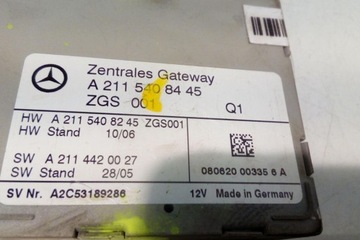 Zentrales Gateway
A 211 540 84 45
ZGS 001 Q1
HW A 211 540 82 45 ZGS001
HW Stand 10/06
SW A 211 442 00 27
SW Stand 28/05
080620 00335 6 A
SV Nr. A2C53189286 12V Made in Germany